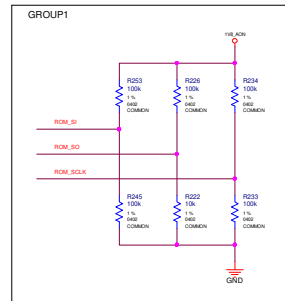 GROUP1
1V8_AON
R253
100k
1 %
0402
COMMON
R226
100k
1 %
0402
COMMON
R234
100k
1 %
0402
COMMON
ROM_SI
ROM_SO
ROM_SCLK
R245
100k
1 %
0402
COMMON
R222
10k
1 %
0402
COMMON
R233
100k
1 %
0402
COMMON
GND